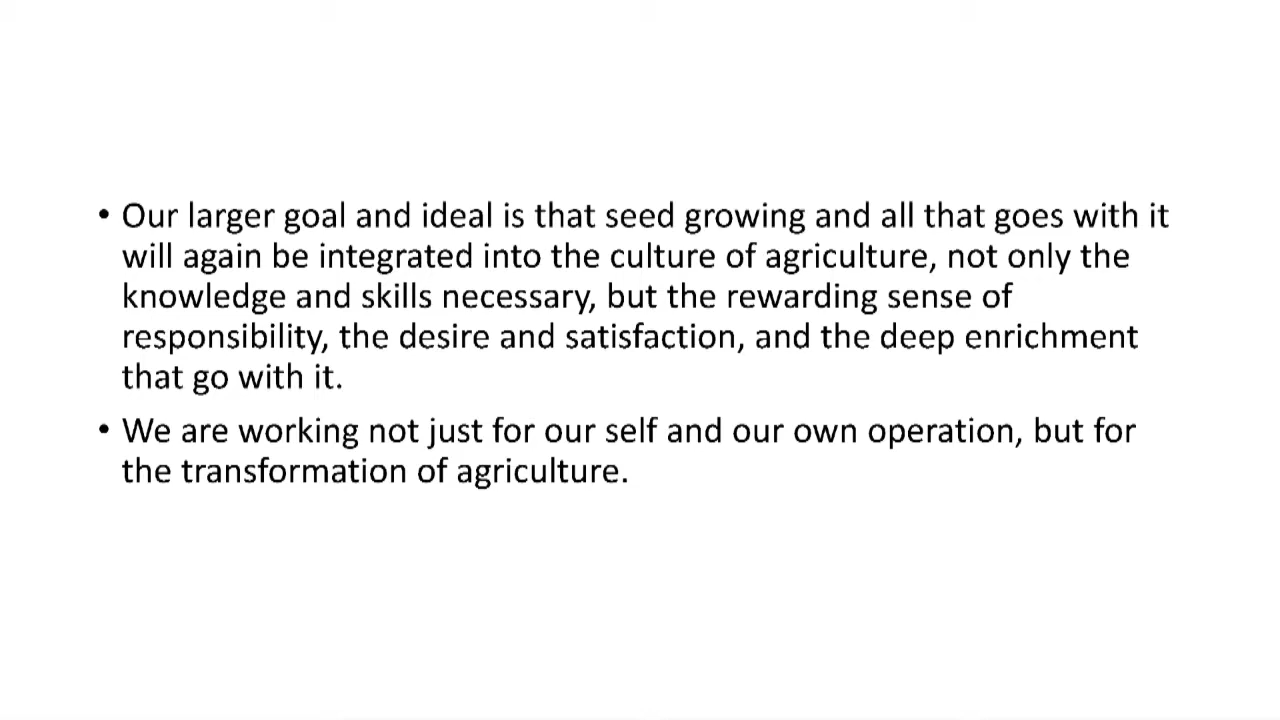 • Our larger goal and ideal is that seed growing and all that goes with it
will again be integrated into the culture of agriculture, not only the
knowledge and skills necessary, but the rewarding sense of
responsibility, the desire and satisfaction, and the deep enrichment
that go with it.
• We are working not just for our self and our own operation, but for
the transformation of agriculture.